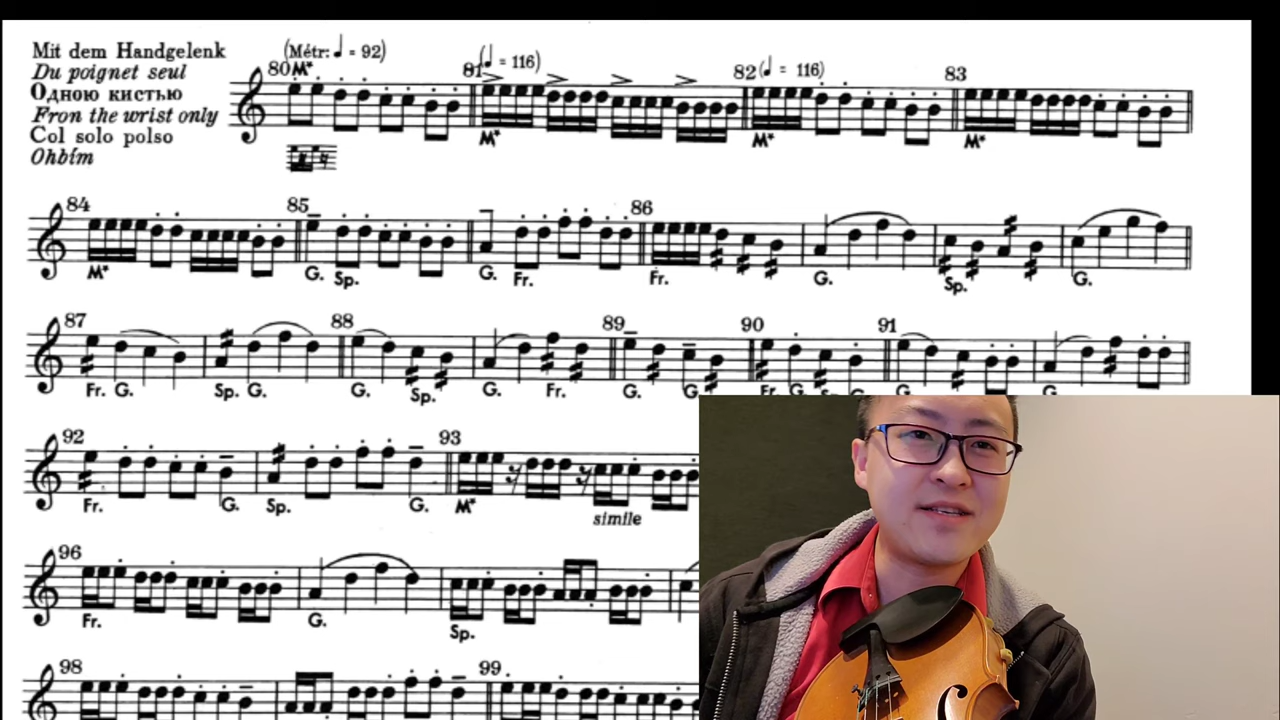 Mit dem Handgelenk
Du poignet seul
Одною кистью
Fron the wrist only
Col solo polso
Ohbím
(Métr: ♩ = 92)
80 M* 81 (♩ = 116) 82 (♩ = 116) 83
M* M* M*
84 85 86
M* G. Sp. G. Fr. Fr. G. Sp. G.
87 88 89 90 91
Fr. G. Sp. G. G. Sp. G. Fr. G. G. Fr. G. G. G.
92 93
Fr. G. Sp. G. M* simile
96
Fr. G. Sp.
98 99